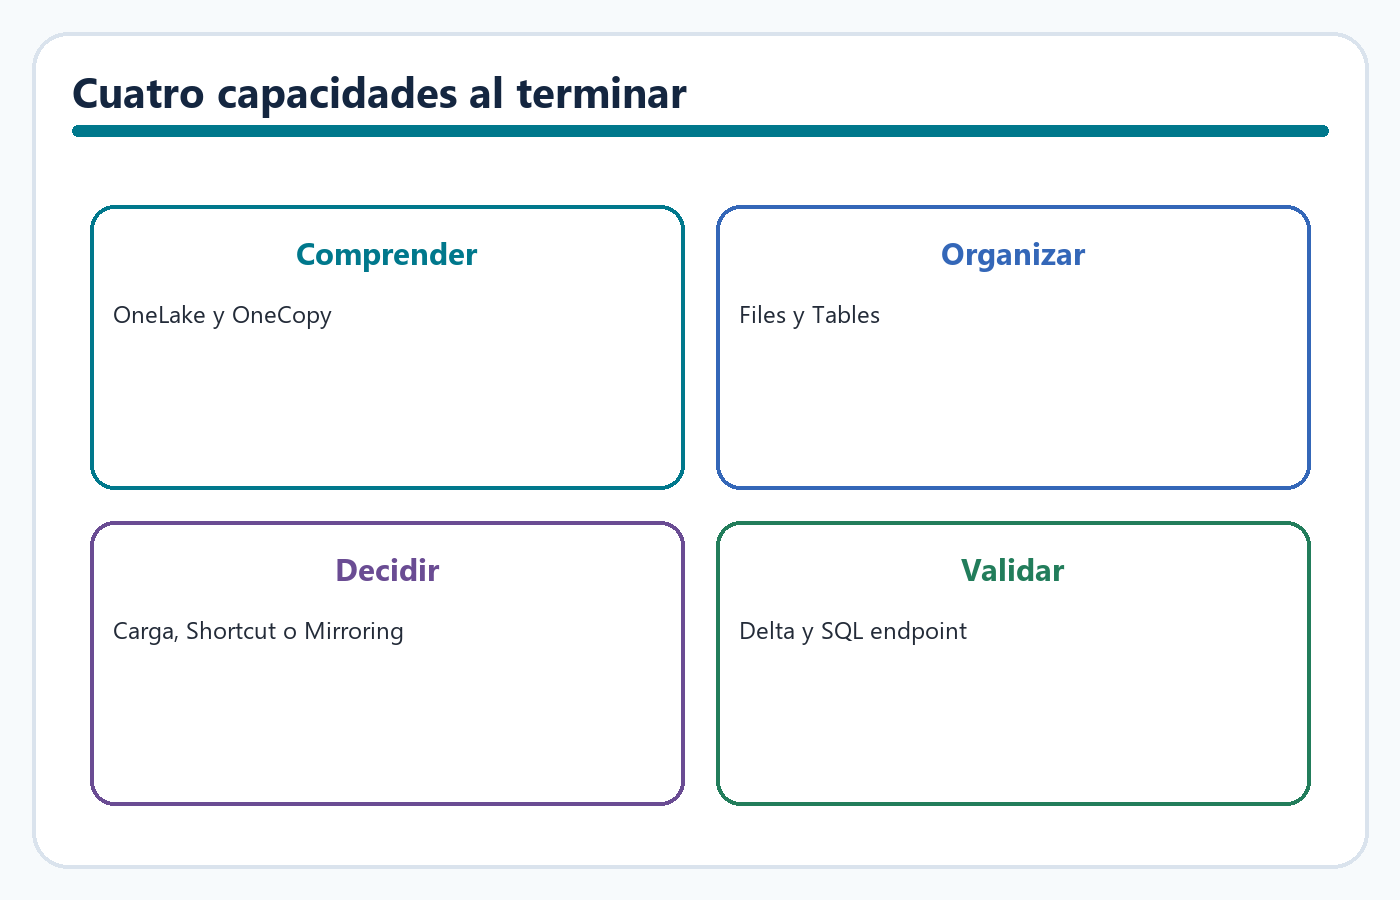 Cuatro capacidades al terminar
Comprender
OneLake y OneCopy
Organizar
Files y Tables
Decidir
Carga, Shortcut o Mirroring
Validar
Delta y SQL endpoint